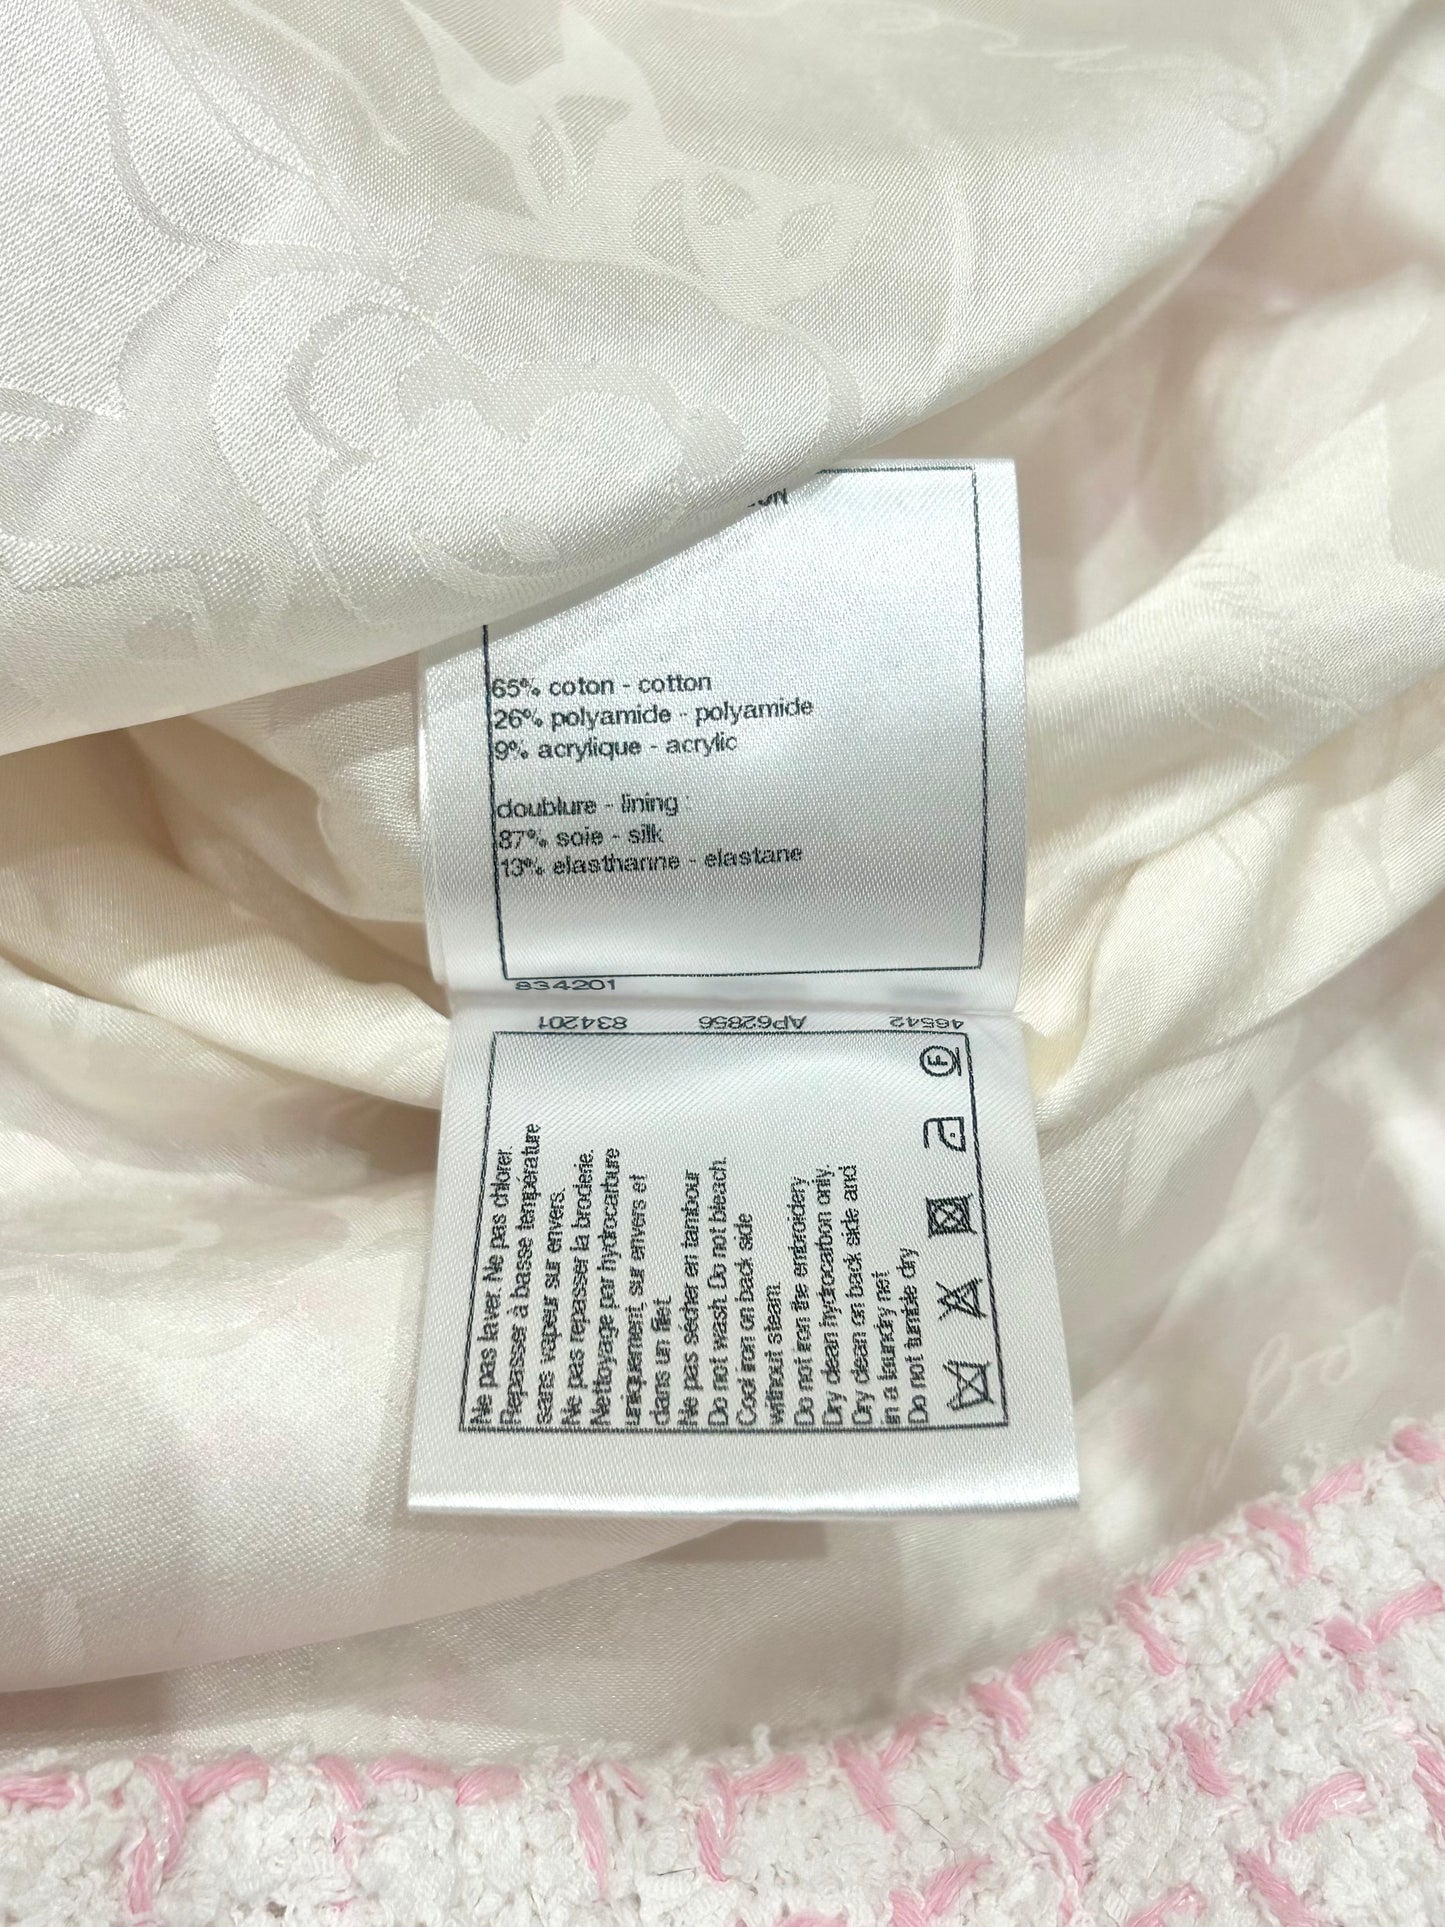 65% coton - cotton
26% polyamide - polyamide
9% acrylique - acrylic
doublure - lining :
87% soie - silk
13% elasthanne - elastane
834201
834201 AP62856 46542
Ne pas laver. Ne pas chlorer.
Repasser à basse température
sans vapeur sur envers.
Ne pas repasser la broderie.
Nettoyage par hydrocarbure
uniquement, sur envers et
dans un filet.
Ne pas sécher en tambour
Do not wash. Do not bleach.
Cool iron on back side
without steam.
Do not iron the embroidery
Dry clean hydrocarbon only.
Dry clean on back side and
in a laundry net
Do not tumble dry
F